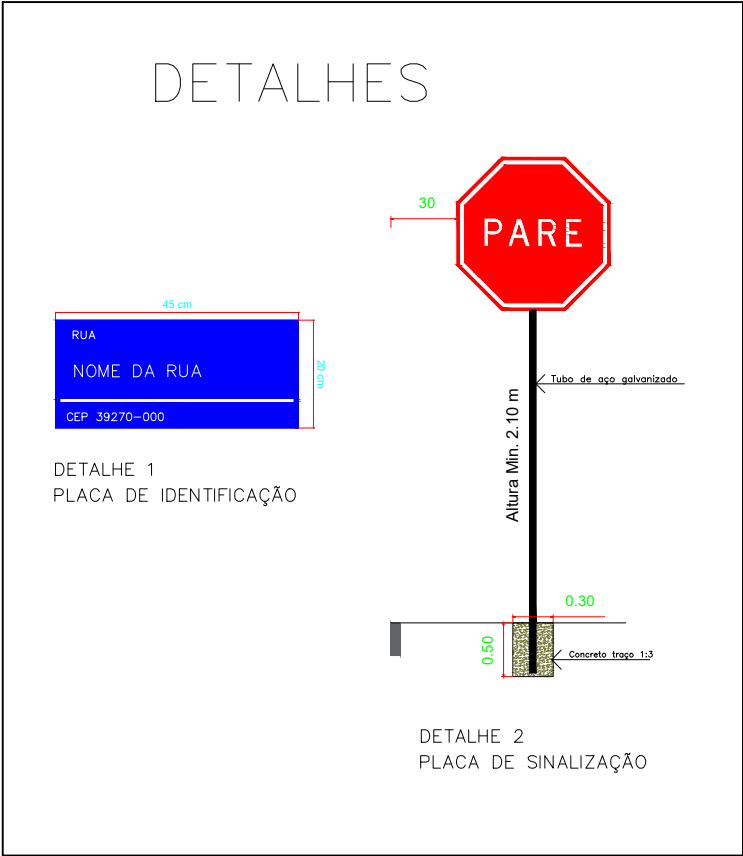 DETALHES
30
PARE
45 cm
RUA
NOME DA RUA
20 cm
CEP 39270-000
DETALHE 1
PLACA DE IDENTIFICAÇÃO
Tubo de aço galvanizado
Altura Min. 2.10 m
0.30
0.50
Concreto traço 1:3
DETALHE 2
PLACA DE SINALIZAÇÃO